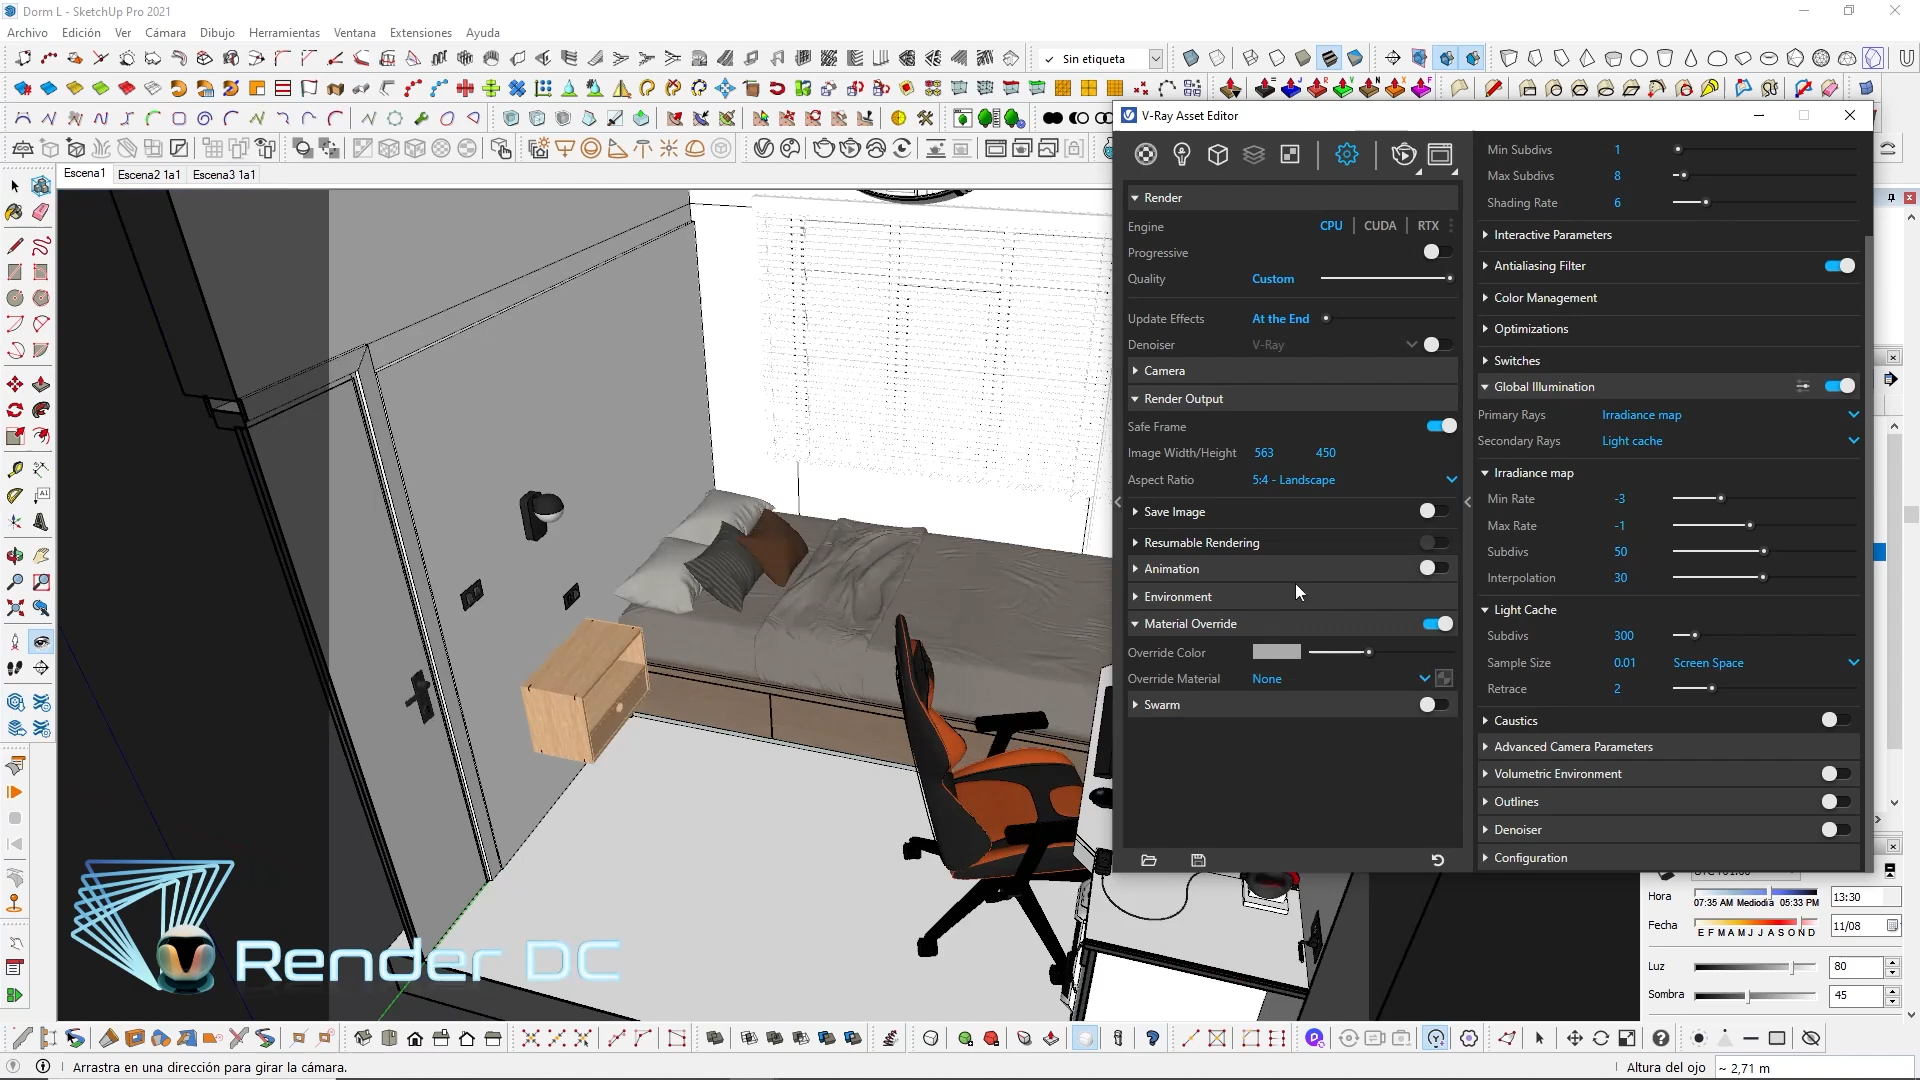 Dorm L - SketchUp Pro 2021
Archivo Edición Ver Cámara Dibujo Herramientas Ventana Extensiones Ayuda
✓ Sin etiqueta
V-Ray Asset Editor
Escena1 Escena2 1a1 Escena3 1a1
Render
Engine CPU CUDA RTX
Progressive
Quality Custom
Update Effects At the End
Denoiser V-Ray
Camera
Render Output
Safe Frame
Image Width/Height 563 450
Aspect Ratio 5:4 - Landscape
Save Image
Resumable Rendering
Animation
Environment
Material Override
Override Color
Override Material None
Swarm
Min Subdivs 1
Max Subdivs 8
Shading Rate 6
Interactive Parameters
Antialiasing Filter
Color Management
Optimizations
Switches
Global Illumination
Primary Rays Irradiance map
Secondary Rays Light cache
Irradiance map
Min Rate -3
Max Rate -1
Subdivs 50
Interpolation 30
Light Cache
Subdivs 300
Sample Size 0.01 Screen Space
Retrace 2
Caustics
Advanced Camera Parameters
Volumetric Environment
Outlines
Denoiser
Configuration
Hora 07:35 AM Mediodía 05:33 PM 13:30
Fecha E F M A M J J A S O N D 11/08
Luz 80
Sombra 45
Render DC
Arrastra en una dirección para girar la cámara.
Altura del ojo ~ 2,71 m